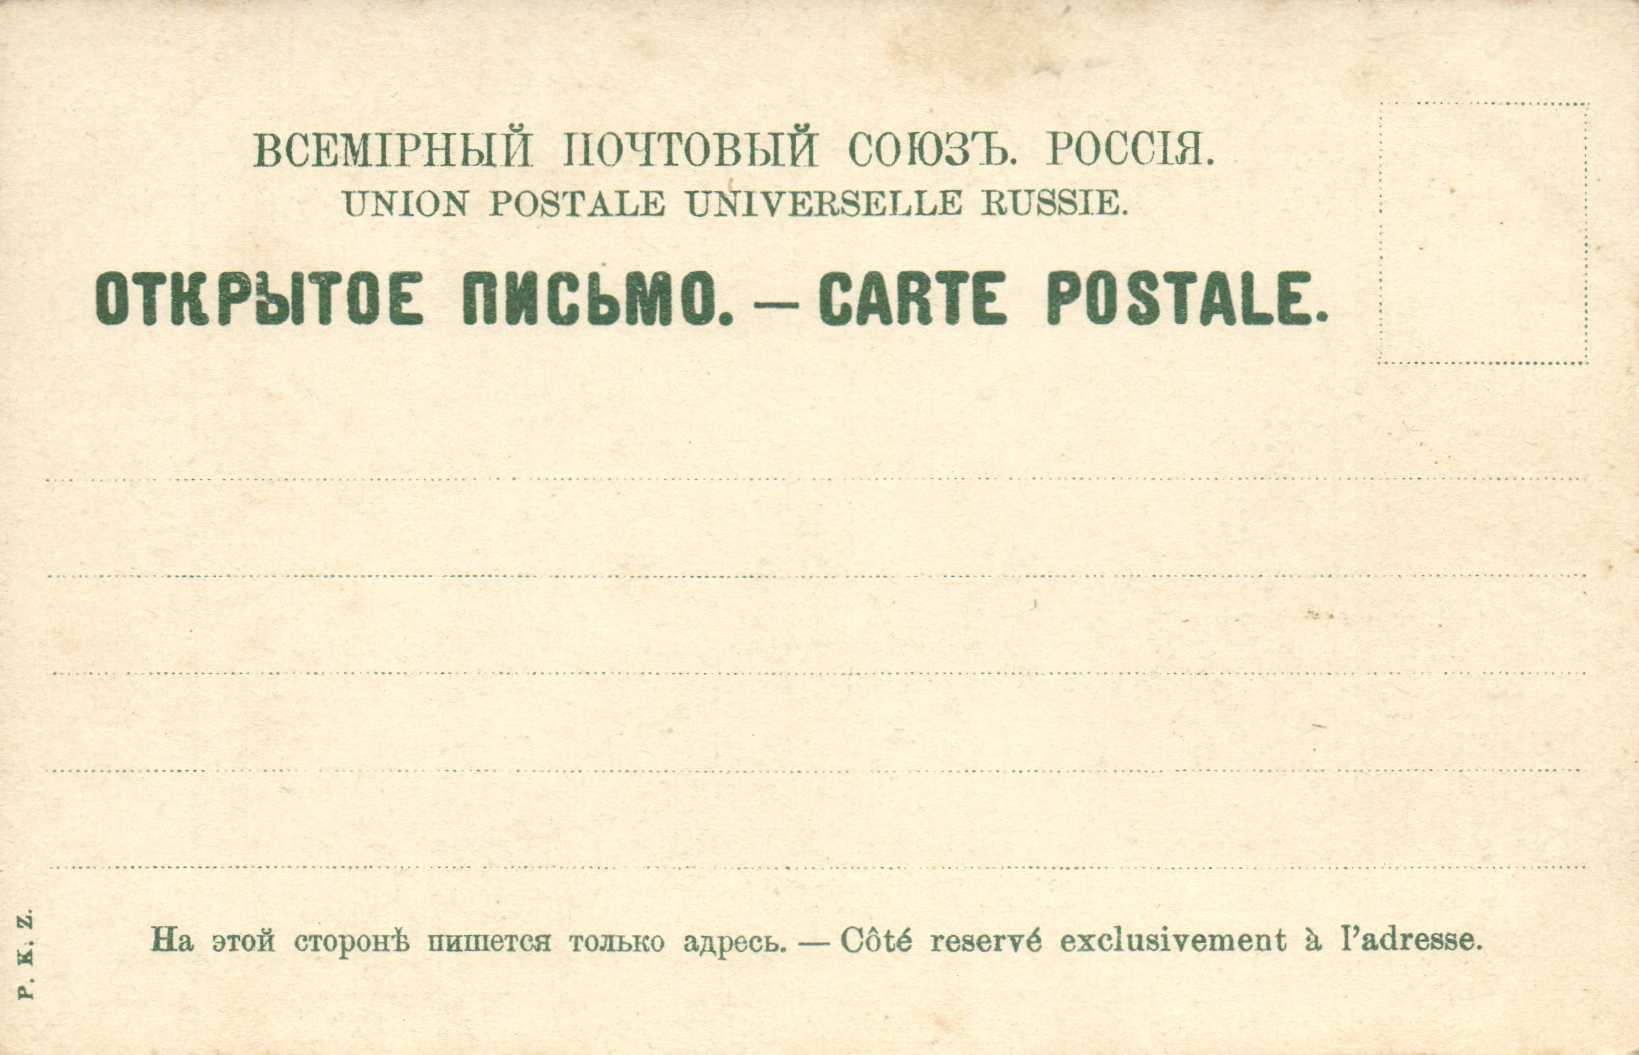 ВСЕМІРНЫЙ ПОЧТОВЫЙ СОЮЗЪ. РОССІЯ.
UNION POSTALE UNIVERSELLE RUSSIE.
ОТКРЫТОЕ ПИСЬМО. — CARTE POSTALE.
На этой сторонѣ пишется только адресь. — Côté reservé exclusivement à l'adresse.
P. K. Z.